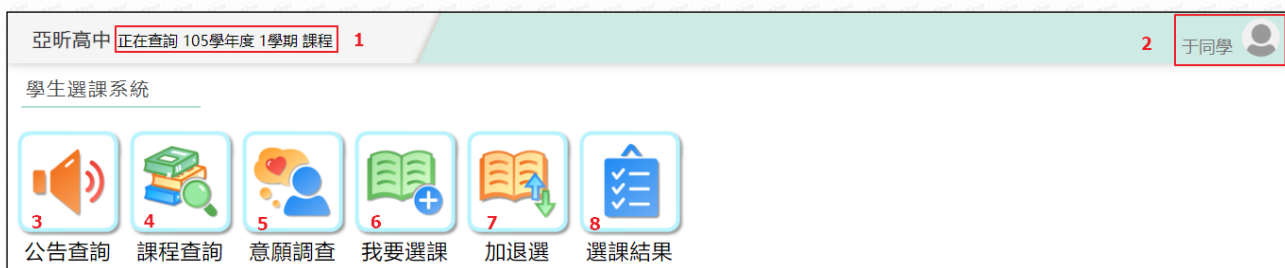 亞昕高中 正在查詢 105學年度 1學期 課程 1 2 于同學
學生選課系統
3 4 5 6 7 8
公告查詢 課程查詢 意願調查 我要選課 加退選 選課結果